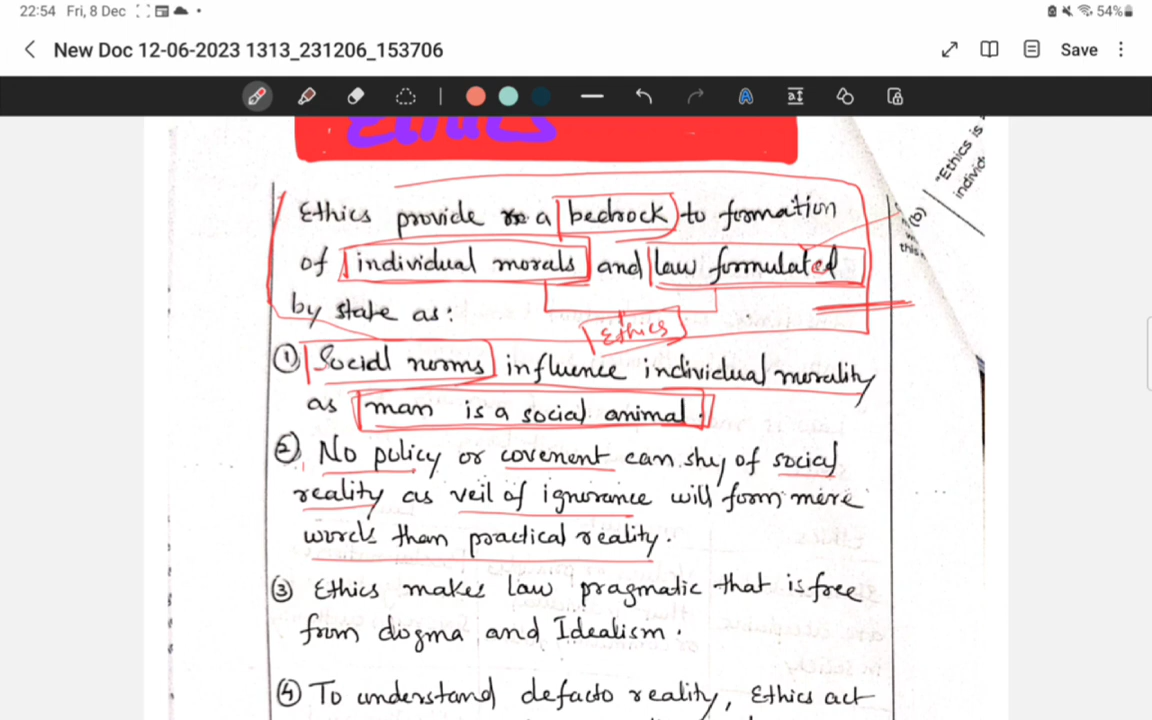 22:54 Fri, 8 Dec
54%
New Doc 12-06-2023 1313_231206_153706
Save
Ethics
"Ethics is
individ
(b)
this
Ethics provide a bedrock to formation
of individual morals and law formulated
by state as:
Ethics
① Social norms influence individual morality
as man is a social animal.
② No policy or covenent can shy of social
reality as veil of ignorance will form mere
words than practical reality.
③ Ethics makes law pragmatic that is free
from dogma and Idealism.
④ To understand defacto reality, Ethics act